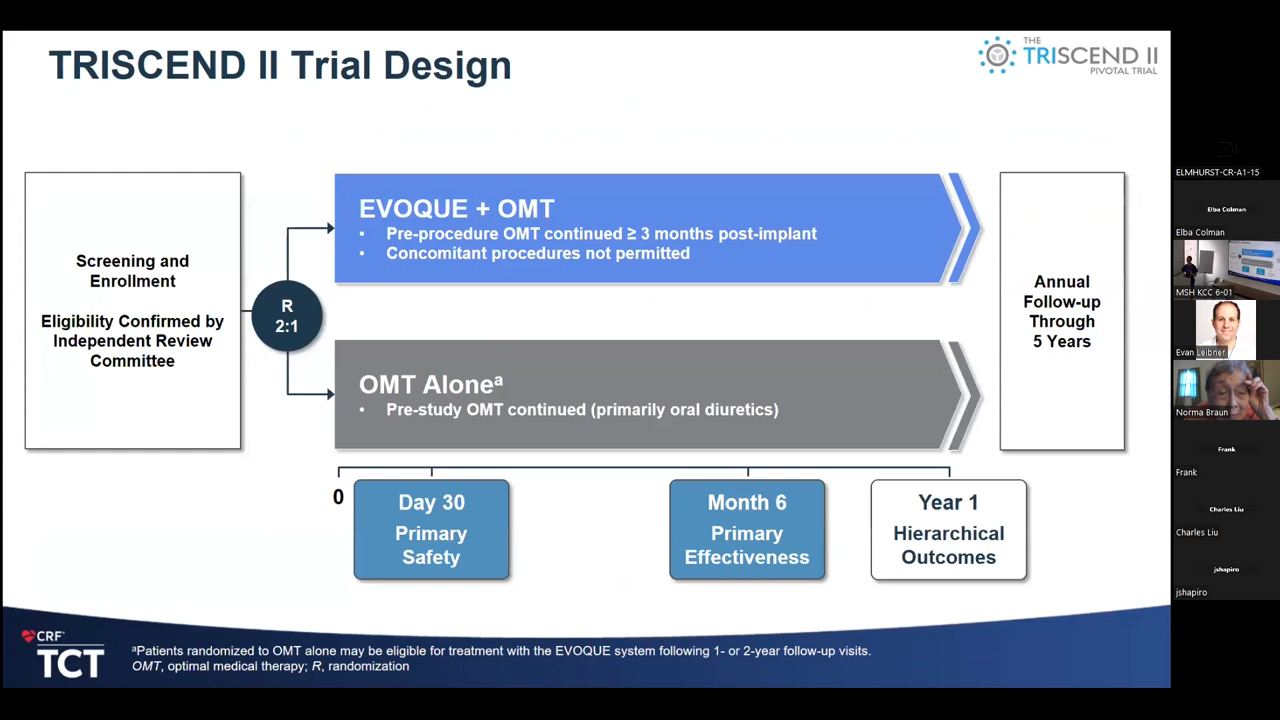 TRISCEND II Trial Design
THE
TRISCEND II
PIVOTAL TRIAL
Screening and
Enrollment
Eligibility Confirmed by
Independent Review
Committee
R
2:1
EVOQUE + OMT
• Pre-procedure OMT continued ≥ 3 months post-implant
• Concomitant procedures not permitted
OMT Aloneª
• Pre-study OMT continued (primarily oral diuretics)
Annual
Follow-up
Through
5 Years
0
Day 30
Primary
Safety
Month 6
Primary
Effectiveness
Year 1
Hierarchical
Outcomes
CRF
TCT
ªPatients randomized to OMT alone may be eligible for treatment with the EVOQUE system following 1- or 2-year follow-up visits.
OMT, optimal medical therapy; R, randomization
ELMHURST-CR-A1-15
Elba Colman
Elba Colman
MSH KCC 6-01
Evan Leibner
Norma Braun
Frank
Frank
Charles Liu
Charles Liu
jshapiro
jshapiro